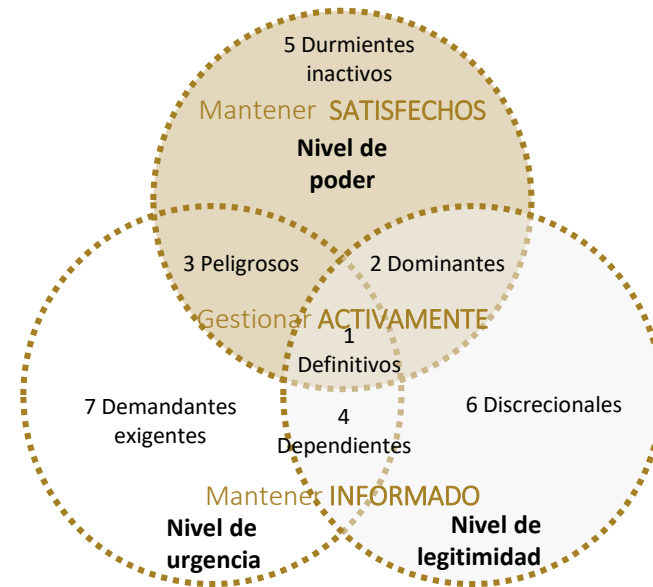 5 Durmientes
inactivos
Mantener SATISFECHOS
Nivel de
poder
3 Peligrosos
2 Dominantes
Gestionar ACTIVAMENTE
1
Definitivos
7 Demandantes
exigentes
4
Dependientes
6 Discrecionales
Mantener INFORMADO
Nivel de
urgencia
Nivel de
legitimidad